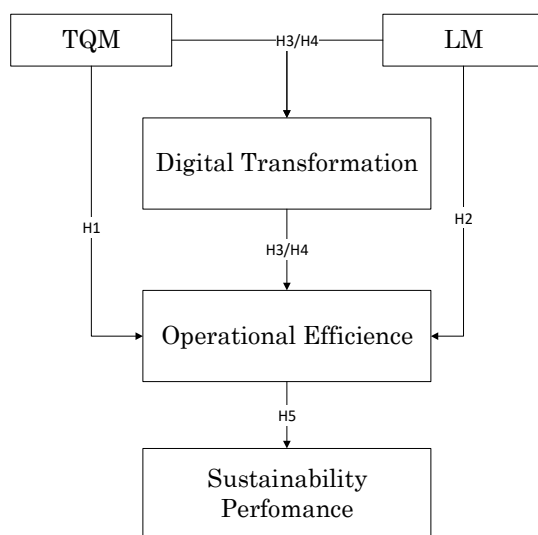 TQM
H3/H4
LM
Digital Transformation
H1
H3/H4
H2
Operational Efficience
H5
Sustainability
Perfomance